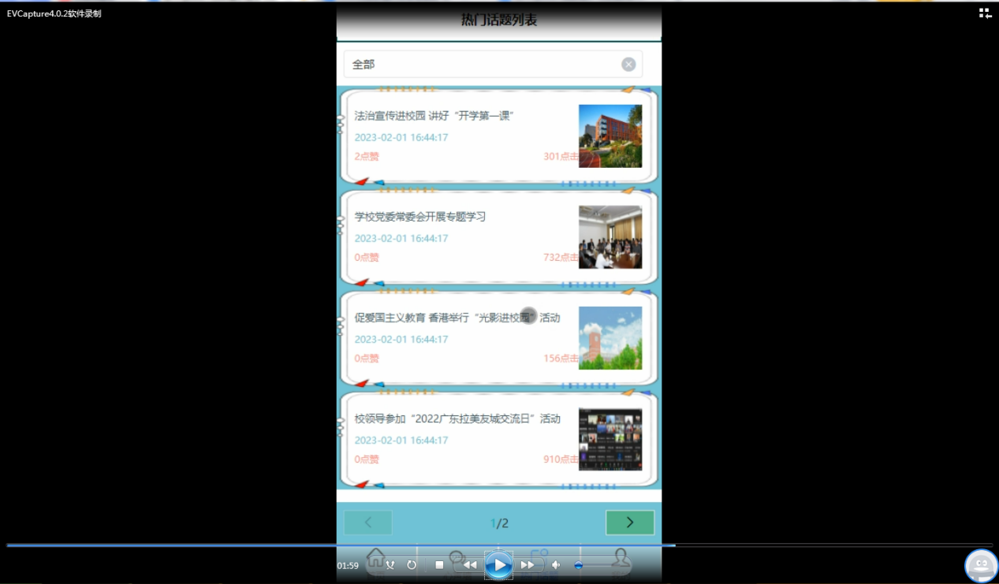 EVCapture4.0.2软件录制
热门话题列表
全部
法治宣传进校园 讲好“开学第一课”
2023-02-01 16:44:17
2点赞
301点击
学校党委常委会开展专题学习
2023-02-01 16:44:17
0点赞
732点击
促爱国主义教育 香港举行“光影进校园”活动
2023-02-01 16:44:17
0点赞
156点击
校领导参加“2022广东拉美友城交流日”活动
2023-02-01 16:44:17
0点赞
910点击
1/2
01:59